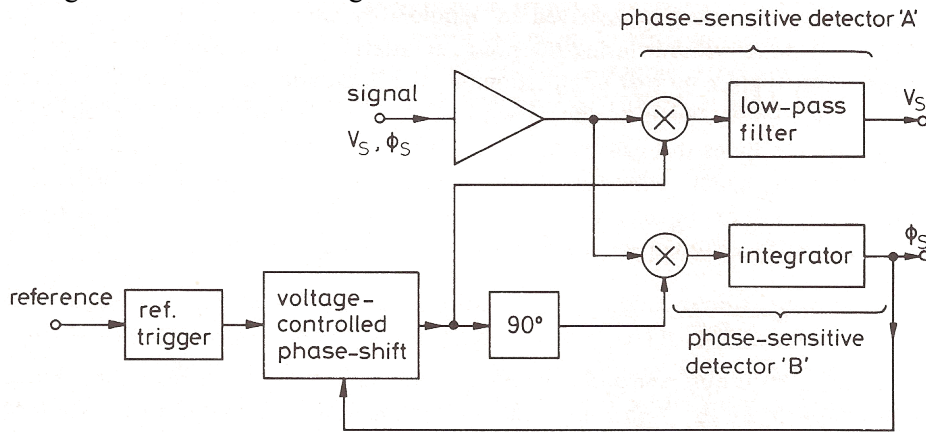 phase-sensitive detector 'A'
signal
V_S, ϕ_S
×
low-pass
filter
V_S
×
integrator
ϕ_S
reference
ref.
trigger
voltage-
controlled
phase-shift
90°
phase-sensitive
detector 'B'